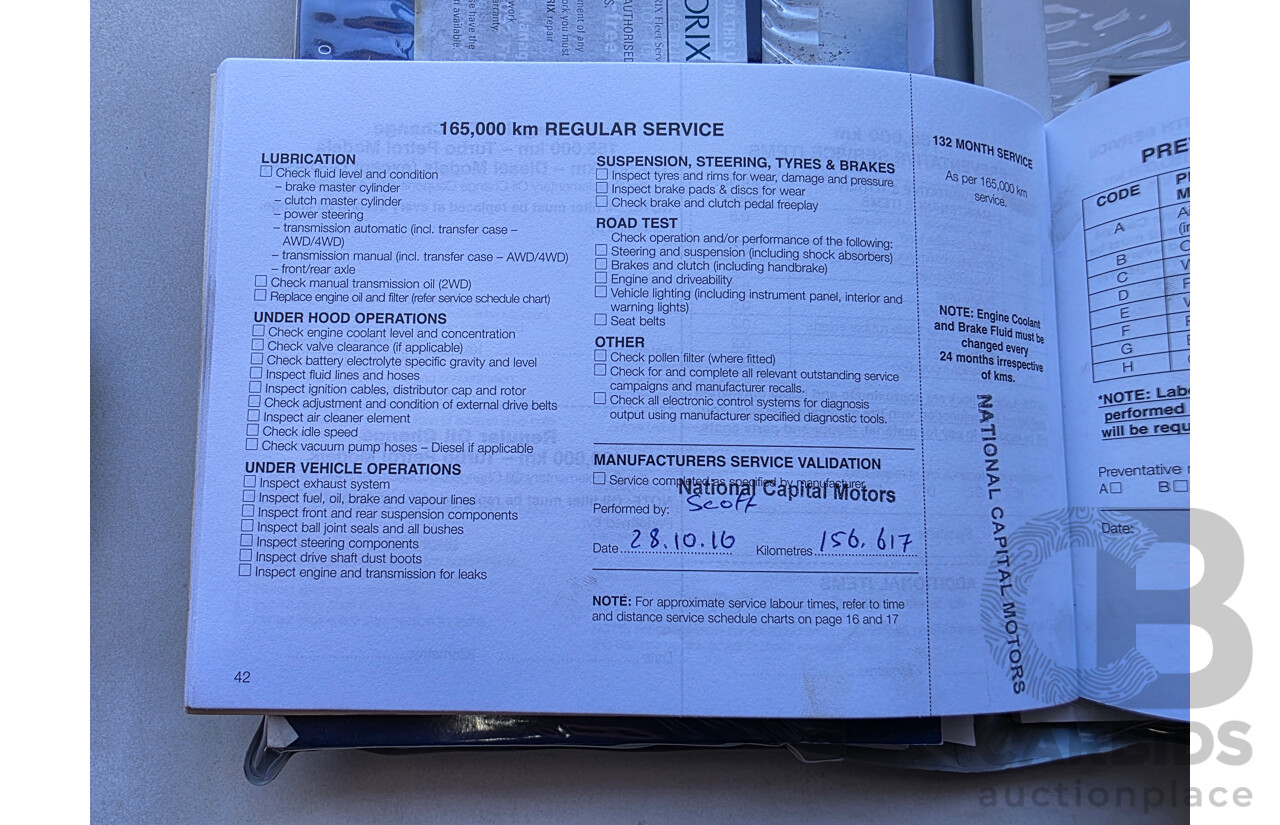 ORIX
AUTHORISED
165,000 km REGULAR SERVICE
LUBRICATION
Check fluid level and condition
– brake master cylinder
– clutch master cylinder
– power steering
– transmission automatic (incl. transfer case –
AWD/4WD)
– transmission manual (incl. transfer case – AWD/4WD)
– front/rear axle
Check manual transmission oil (2WD)
Replace engine oil and filter (refer service schedule chart)
UNDER HOOD OPERATIONS
Check engine coolant level and concentration
Check valve clearance (if applicable)
Check battery electrolyte specific gravity and level
Inspect fluid lines and hoses
Inspect ignition cables, distributor cap and rotor
Check adjustment and condition of external drive belts
Inspect air cleaner element
Check idle speed
Check vacuum pump hoses – Diesel if applicable
UNDER VEHICLE OPERATIONS
Inspect exhaust system
Inspect fuel, oil, brake and vapour lines
Inspect front and rear suspension components
Inspect ball joint seals and all bushes
Inspect steering components
Inspect drive shaft dust boots
Inspect engine and transmission for leaks
42
SUSPENSION, STEERING, TYRES & BRAKES
Inspect tyres and rims for wear, damage and pressure
Inspect brake pads & discs for wear
Check brake and clutch pedal freeplay
ROAD TEST
Check operation and/or performance of the following:
Steering and suspension (including shock absorbers)
Brakes and clutch (including handbrake)
Engine and driveability
Vehicle lighting (including instrument panel, interior and
warning lights)
Seat belts
OTHER
Check pollen filter (where fitted)
Check for and complete all relevant outstanding service
campaigns and manufacturer recalls.
Check all electronic control systems for diagnosis
output using manufacturer specified diagnostic tools.
MANUFACTURERS SERVICE VALIDATION
Service completed as specified by manufacturer
National Capital Motors
Performed by: Scott
Date 28.10.16 Kilometres 156.617
NOTE: For approximate service labour times, refer to time
and distance service schedule charts on page 16 and 17
132 MONTH SERVICE
As per 165,000 km
service.
NOTE: Engine Coolant
and Brake Fluid must be
changed every
24 months irrespective
of kms.
NATIONAL CAPITAL MOTORS
PRE
CODE
A
B
C
D
E
F
G
H
*NOTE: Lab
performed
will be requ
Preventative
A B
Date:
CARBIDS
auctionplace